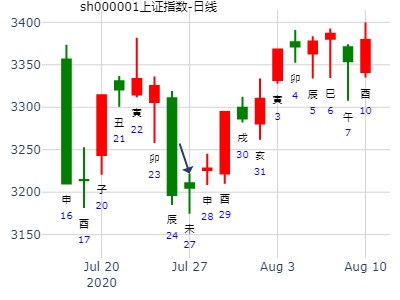 sh000001上证指数-日线
3400
3350
3300
3250
3200
3150
申
16
酉
17
子
20
丑
21
寅
22
卯
23
辰
24
未
27
申
28
酉
29
戌
30
亥
31
寅
3
卯
4
辰
5
巳
6
午
7
酉
10
Jul 20
2020
Jul 27
Aug 3
Aug 10